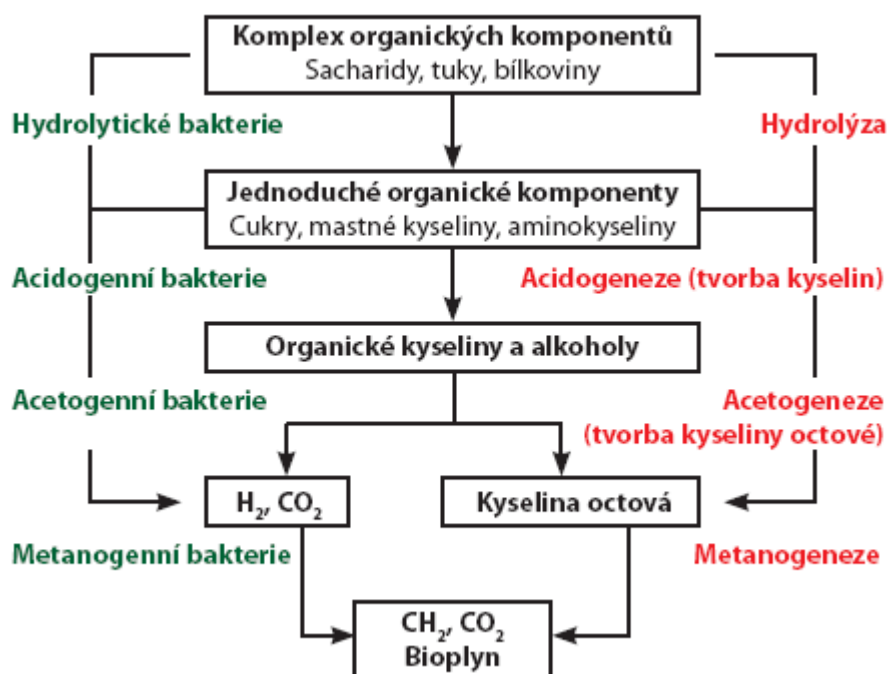 Komplex organických komponentů
Sacharidy, tuky, bílkoviny
Hydrolytické bakterie
Hydrolýza
Jednoduché organické komponenty
Cukry, mastné kyseliny, aminokyseliny
Acidogenní bakterie
Acidogeneze (tvorba kyselin)
Organické kyseliny a alkoholy
Acetogenní bakterie
Acetogeneze
(tvorba kyseliny octové)
H₂, CO₂
Kyselina octová
Metanogenní bakterie
Metanogeneze
CH₂, CO₂
Bioplyn